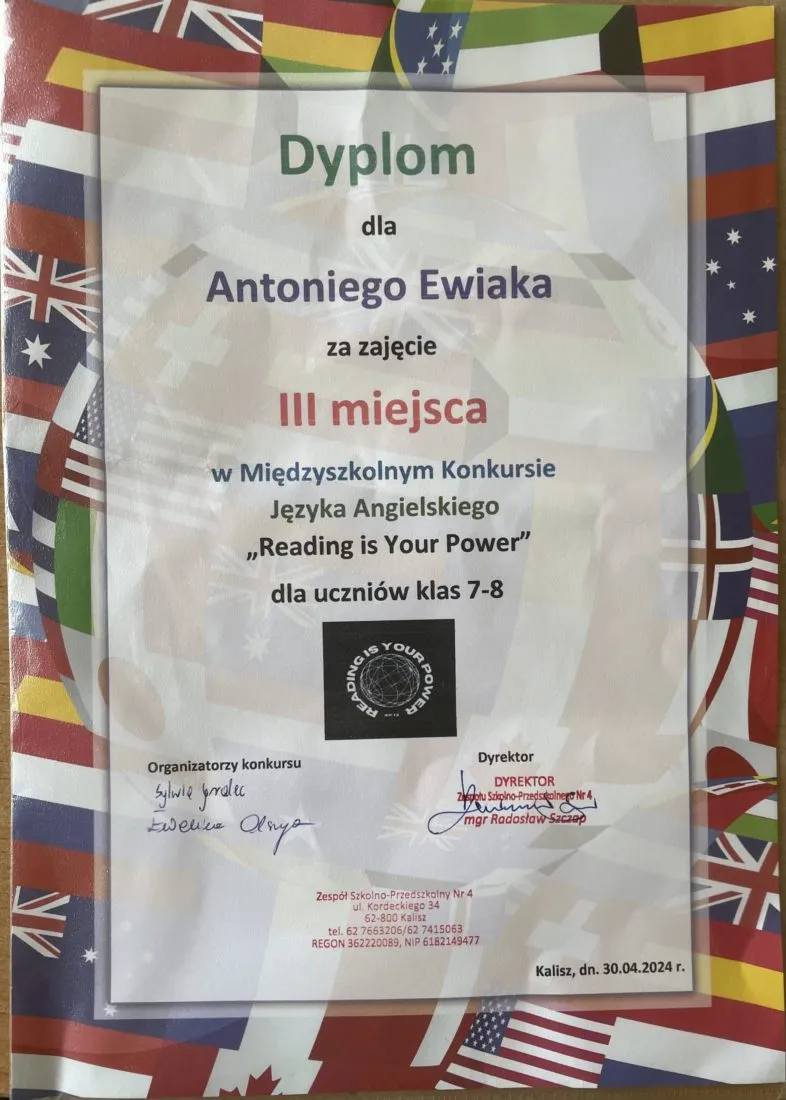 Dyplom
dla
Antoniego Ewiaka
za zajęcie
III miejsca
w Międzyszkolnym Konkursie
Języka Angielskiego
„Reading is Your Power”
dla uczniów klas 7-8
READING IS YOUR POWER
Organizatorzy konkursu
Sylwia
Ewelina
Dyrektor
DYREKTOR
Zespołu Szkolno-Przedszkolnego Nr 4
mgr Radosław Szczap
Zespół Szkolno-Przedszkolny Nr 4
ul. Kordeckiego 34
62-800 Kalisz
tel. 62 7663206/62 7415063
REGON 362220089, NIP 6182149477
Kalisz, dn. 30.04.2024 r.